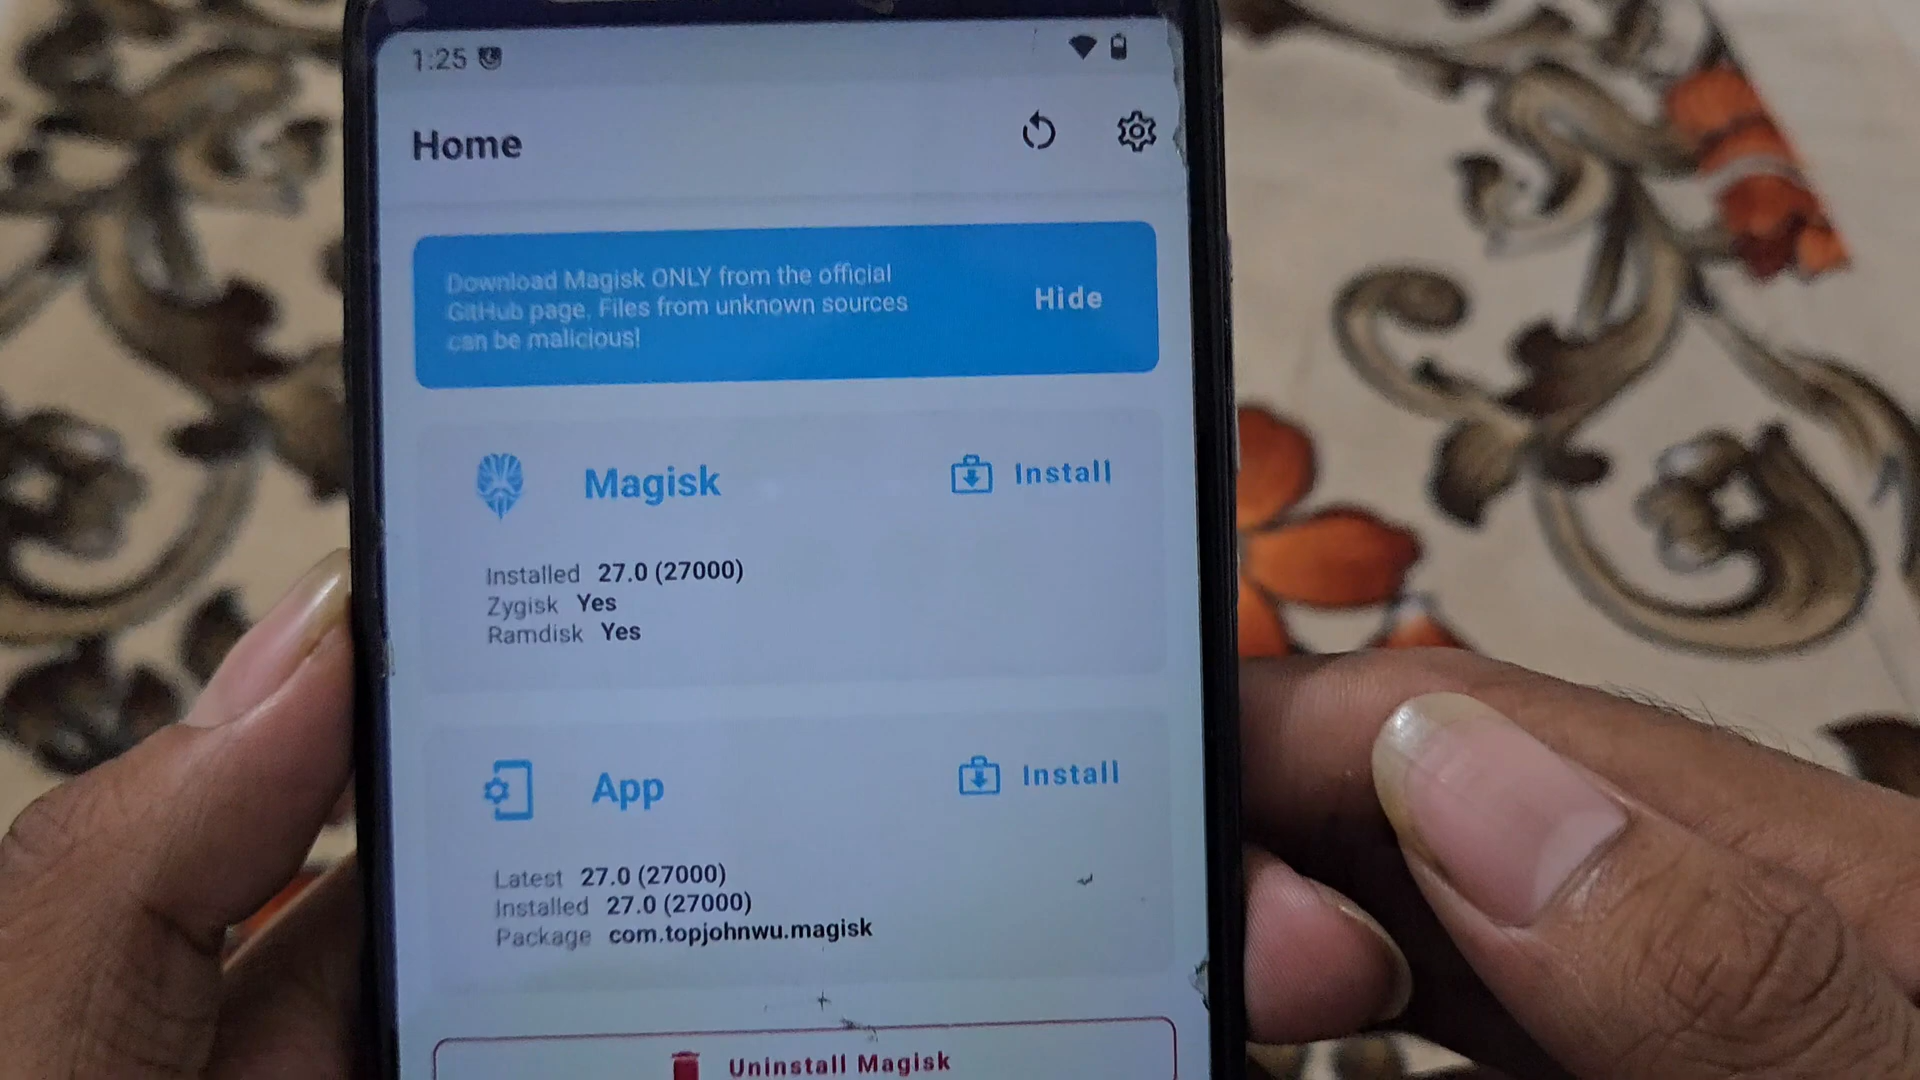 1:25
Home
Download Magisk ONLY from the official
GitHub page. Files from unknown sources
can be malicious!
Hide
Magisk
Install
Installed 27.0 (27000)
Zygisk Yes
Ramdisk Yes
App
Install
Latest 27.0 (27000)
Installed 27.0 (27000)
Package com.topjohnwu.magisk
Uninstall Magisk